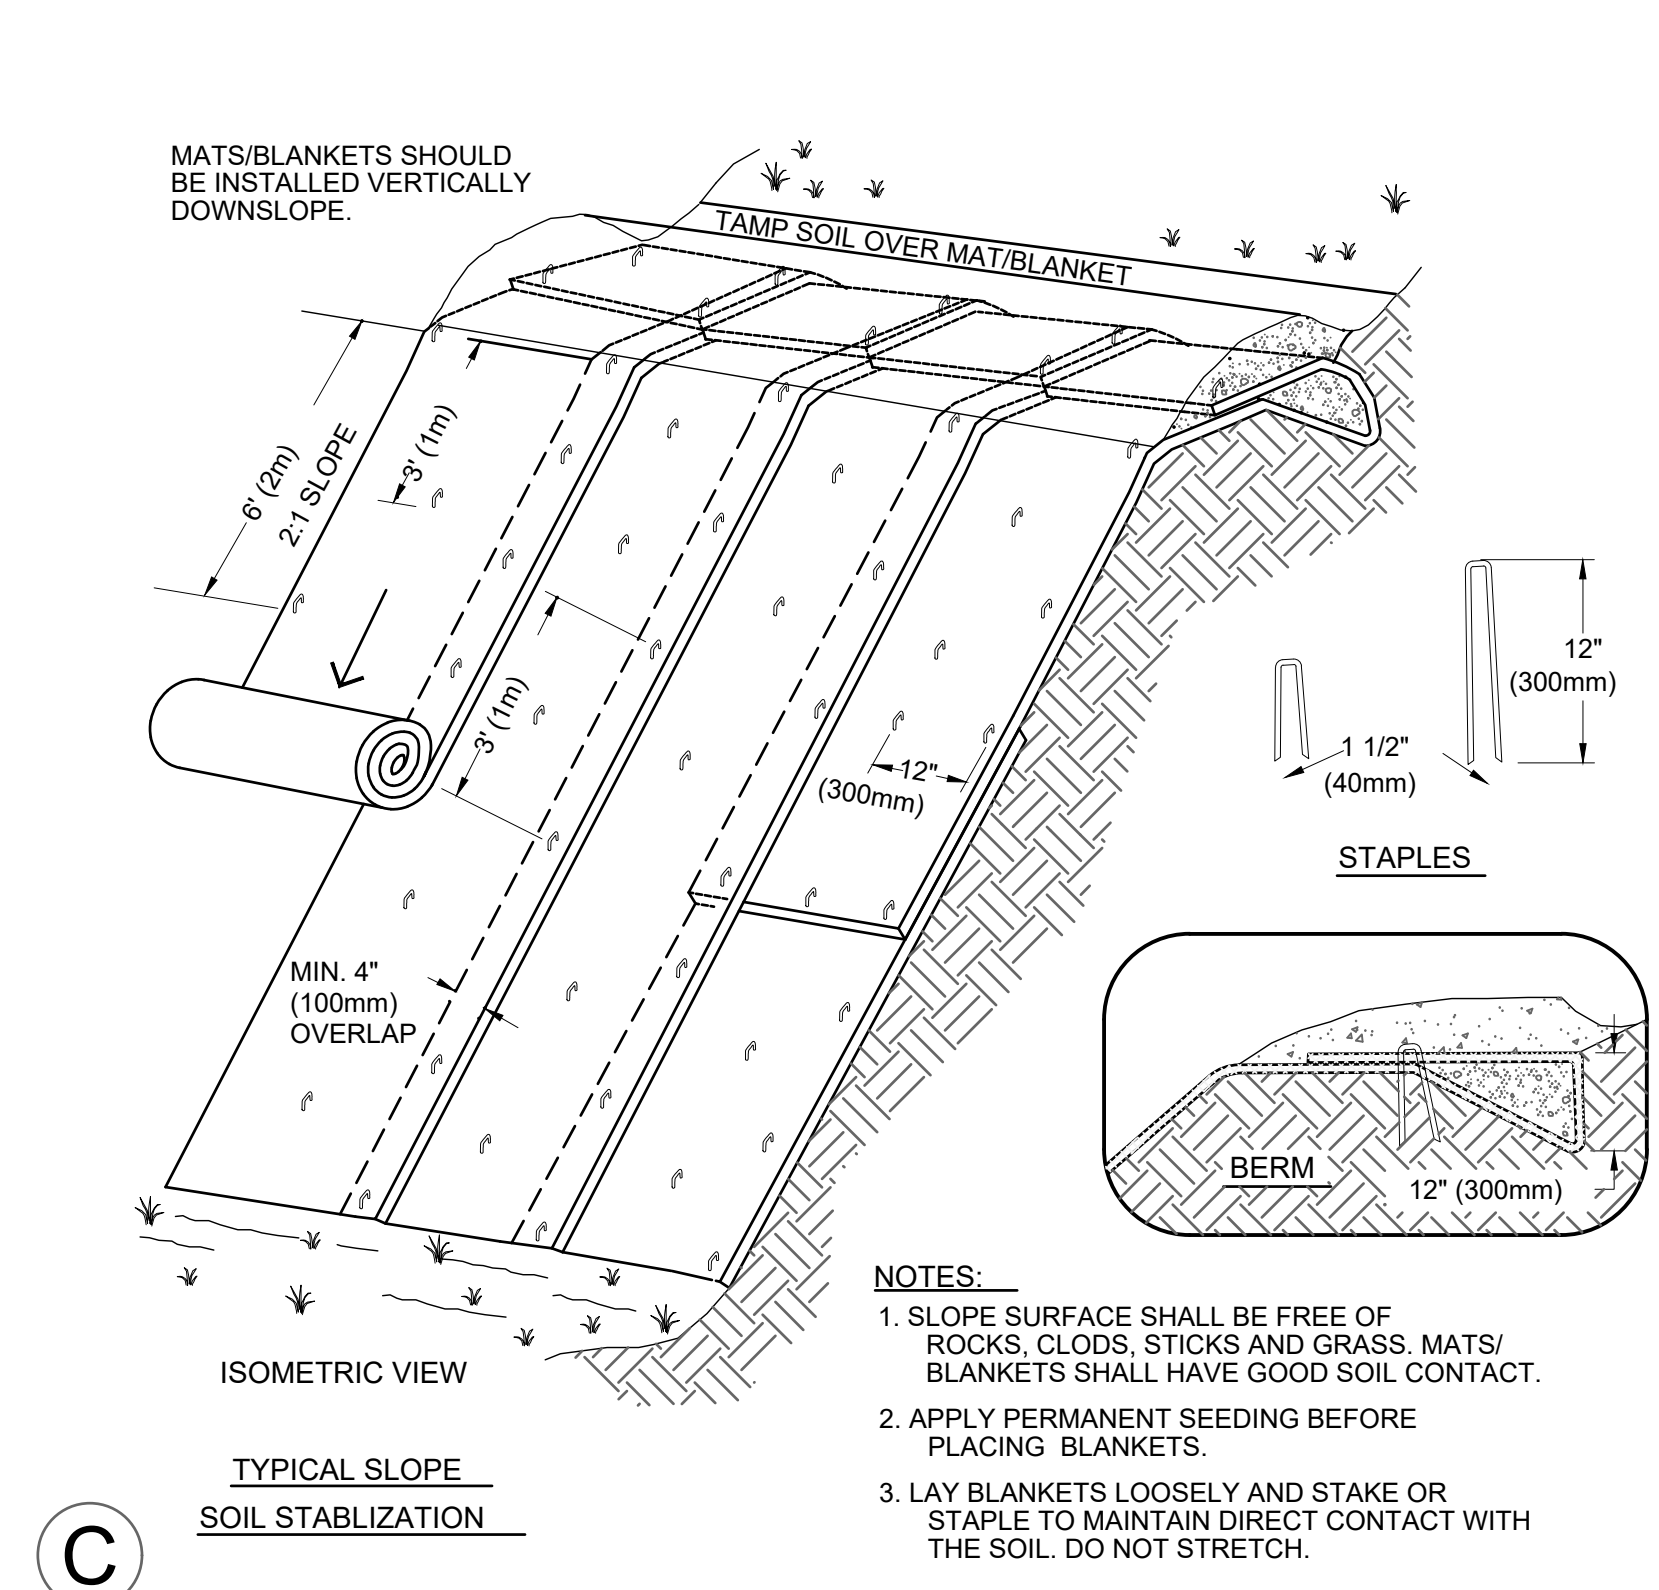 MATS/BLANKETS SHOULD
BE INSTALLED VERTICALLY
DOWNSLOPE.
TAMP SOIL OVER MAT/BLANKET
6' (2m)
2:1 SLOPE
3' (1m)
3' (1m)
12"
(300mm)
MIN. 4"
(100mm)
OVERLAP
12"
(300mm)
1 1/2"
(40mm)
STAPLES
BERM
12" (300mm)
ISOMETRIC VIEW
TYPICAL SLOPE
SOIL STABLIZATION
C
NOTES:
1. SLOPE SURFACE SHALL BE FREE OF
ROCKS, CLODS, STICKS AND GRASS. MATS/
BLANKETS SHALL HAVE GOOD SOIL CONTACT.
2. APPLY PERMANENT SEEDING BEFORE
PLACING BLANKETS.
3. LAY BLANKETS LOOSELY AND STAKE OR
STAPLE TO MAINTAIN DIRECT CONTACT WITH
THE SOIL. DO NOT STRETCH.